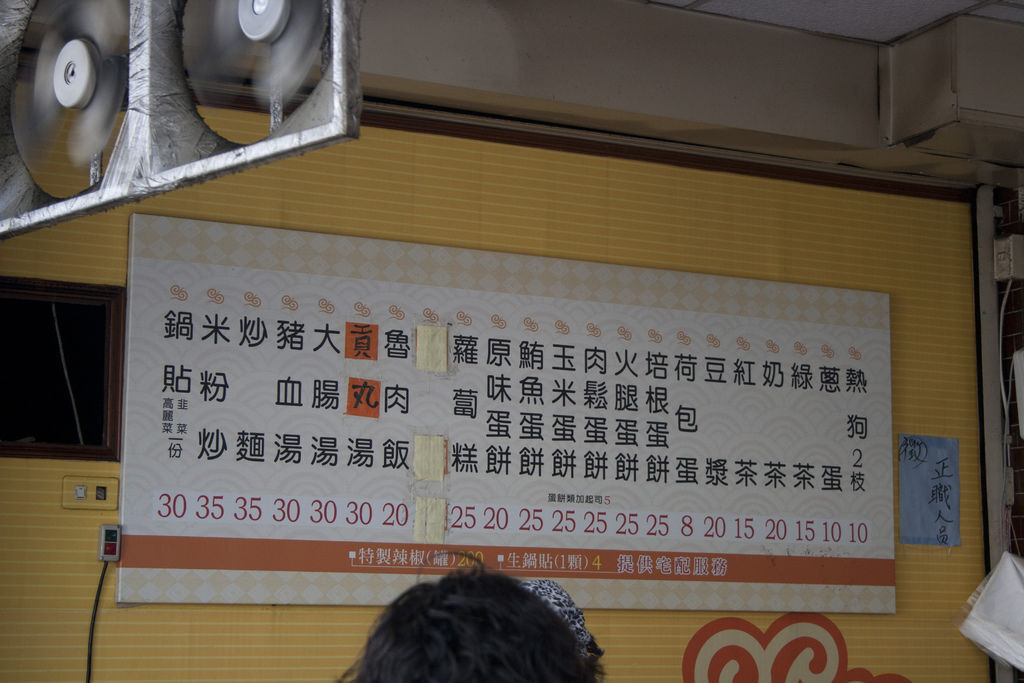 鍋貼 高麗菜 韭菜 一份 30
米粉炒 35
炒麵 35
豬血湯 30
大腸湯 30
貢丸湯 30
魯肉飯 20
蘿蔔糕 25
原味蛋餅 20
鮪魚蛋餅 25
玉米蛋餅 25
肉鬆蛋餅 25
火腿蛋餅 25
培根蛋餅 25
荷包蛋 8
豆漿 20
紅茶 15
奶茶 20
綠茶 15
蔥蛋 10
熱狗2枝 10
蛋餅類加起司5
特製辣椒(罐)200 生鍋貼(1顆)4 提供宅配服務
(徵)
正職人員